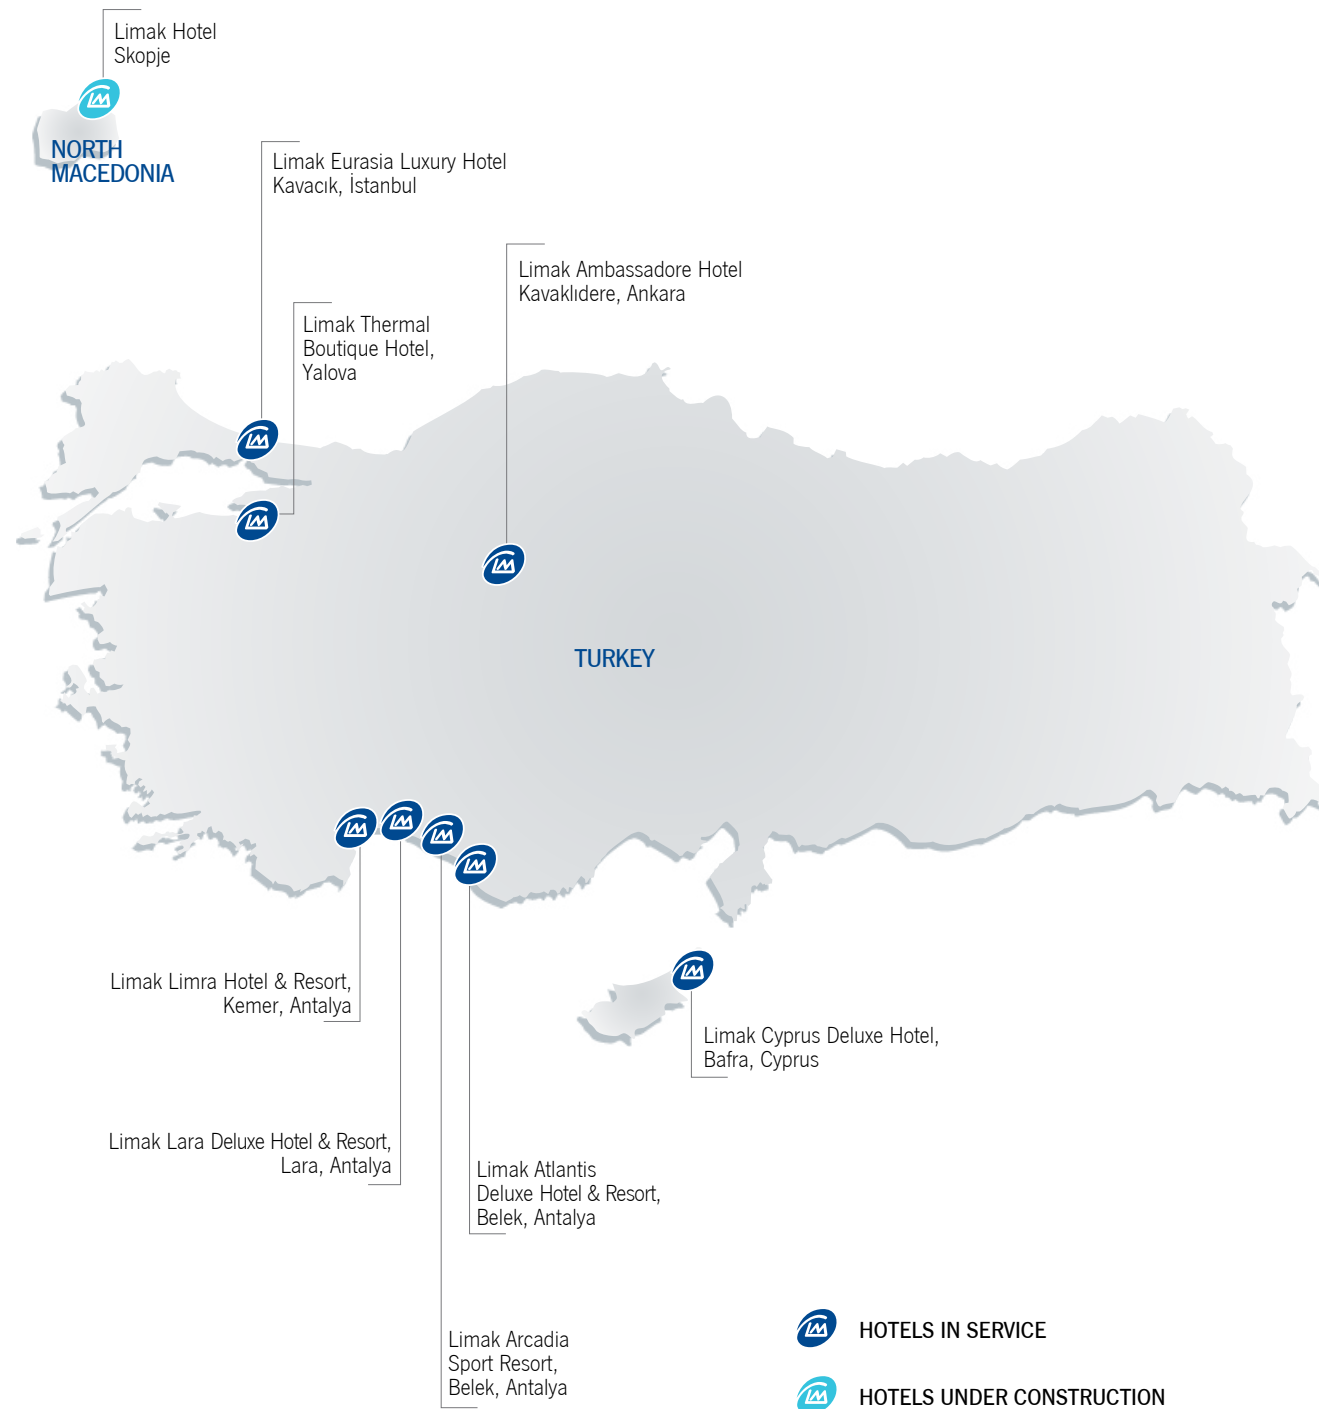 Limak Hotel
Skopje
NORTH
MACEDONIA
Limak Eurasia Luxury Hotel
Kavacık, İstanbul
Limak Ambassadore Hotel
Kavaklıdere, Ankara
Limak Thermal
Boutique Hotel,
Yalova
TURKEY
Limak Limra Hotel & Resort,
Kemer, Antalya
Limak Cyprus Deluxe Hotel,
Bafra, Cyprus
Limak Lara Deluxe Hotel & Resort,
Lara, Antalya
Limak Atlantis
Deluxe Hotel & Resort,
Belek, Antalya
Limak Arcadia
Sport Resort,
Belek, Antalya
HOTELS IN SERVICE
HOTELS UNDER CONSTRUCTION